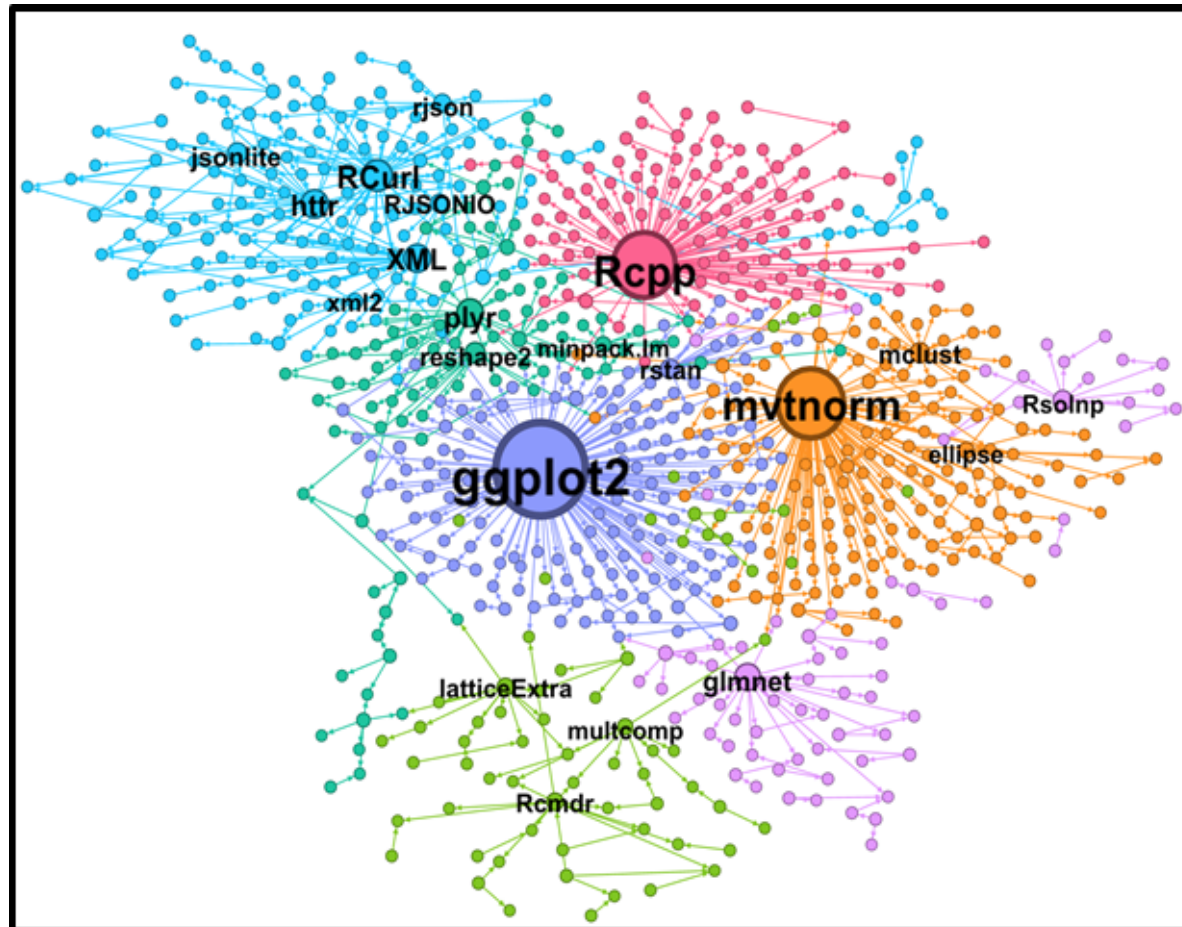 rjson
jsonlite
RCurl
httr
RJSONIO
XML
Rcpp
xml2
plyr
reshape2
minpack.lm
rstan
mclust
mvtnorm
Rsolnp
ellipse
ggplot2
latticeExtra
glmnet
multcomp
Rcmdr